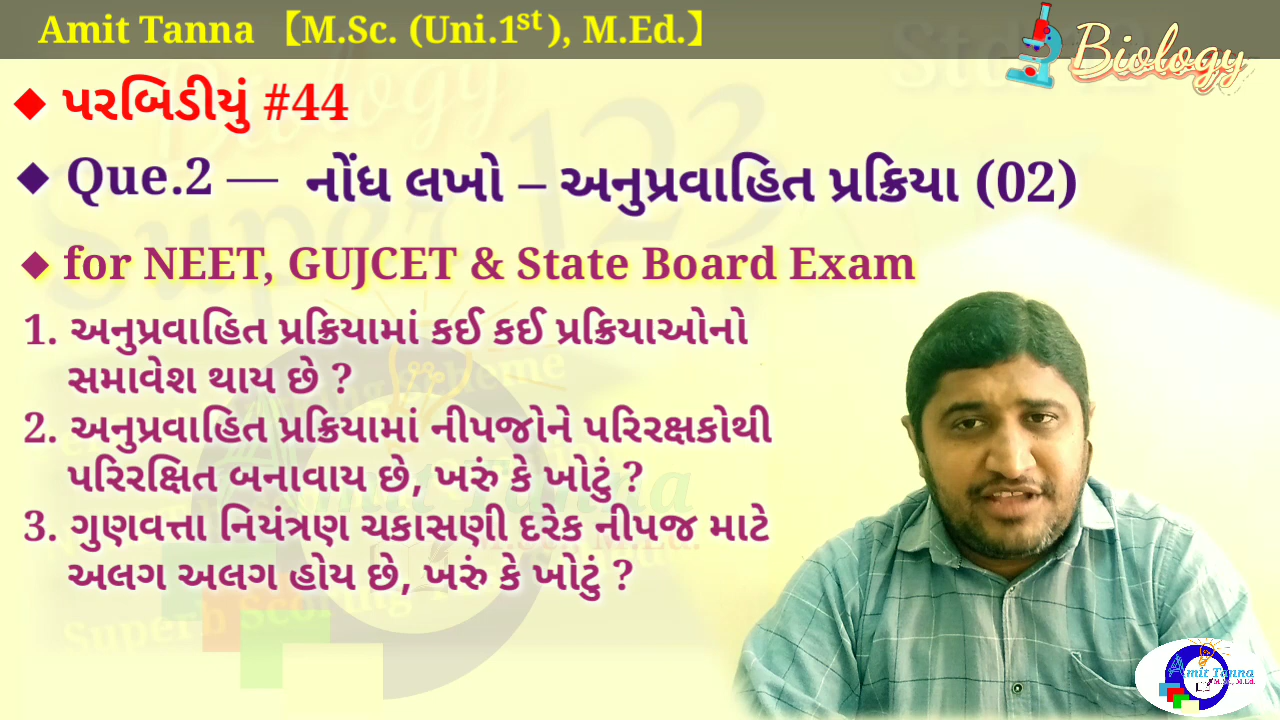 Amit Tanna 【M.Sc. (Uni.1st), M.Ed.】
Biology
◆ પરબિડીયું #44
◆ Que.2 — નોંધ લખો – અનુપ્રવાહિત પ્રક્રિયા (02)
◆ for NEET, GUJCET & State Board Exam
1. અનુપ્રવાહિત પ્રક્રિયામાં કઈ કઈ પ્રક્રિયાઓનો
સમાવેશ થાય છે ?
2. અનુપ્રવાહિત પ્રક્રિયામાં નીપજોને પરિરક્ષકોથી
પરિરક્ષિત બનાવાય છે, ખરું કે ખોટું ?
3. ગુણવત્તા નિયંત્રણ ચકાસણી દરેક નીપજ માટે
અલગ અલગ હોય છે, ખરું કે ખોટું ?
Amit Tanna
M.Sc., M.Ed.